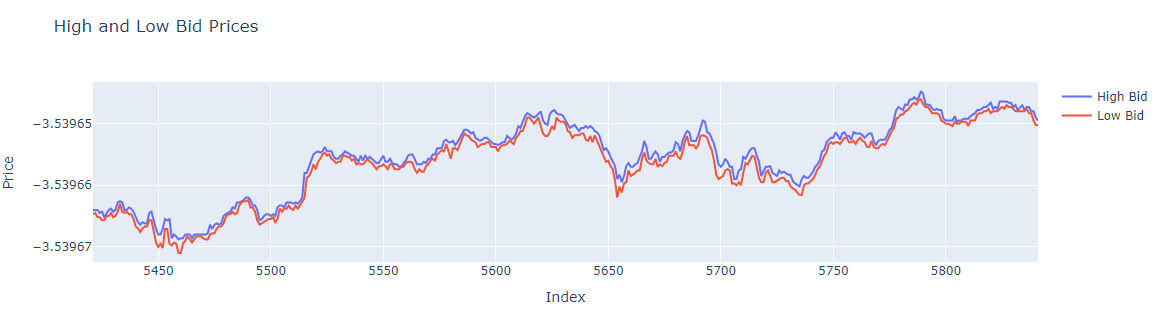 High and Low Bid Prices
High Bid
Low Bid
Price
−3.53965
−3.53966
−3.53967
5450 5500 5550 5600 5650 5700 5750 5800
Index